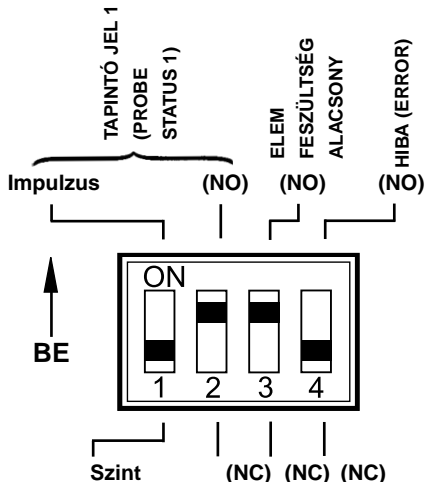 TAPINTÓ JEL 1
(PROBE
STATUS 1)
ELEM
FESZÜLTSÉG
ALACSONY
HIBA (ERROR)
Impulzus
(NO)
(NO)
(NO)
ON
BE
1 2 3 4
Szint
(NC) (NC) (NC)